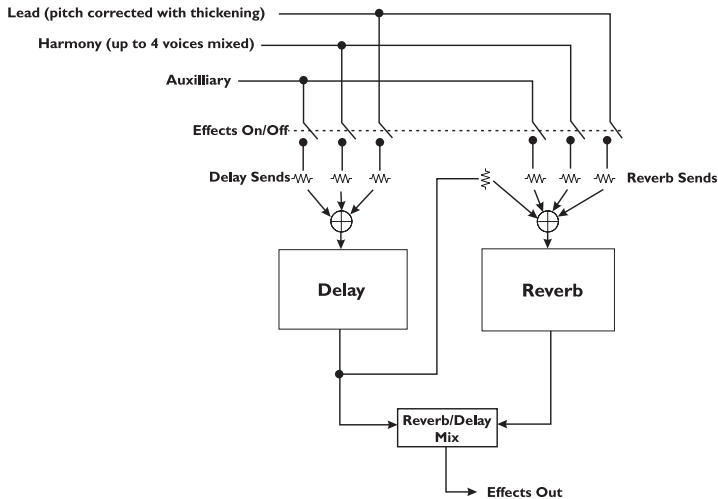 Lead (pitch corrected with thickening)
Harmony (up to 4 voices mixed)
Auxilliary
Effects On/Off
Delay Sends
Reverb Sends
Delay
Reverb
Reverb/Delay
Mix
Effects Out